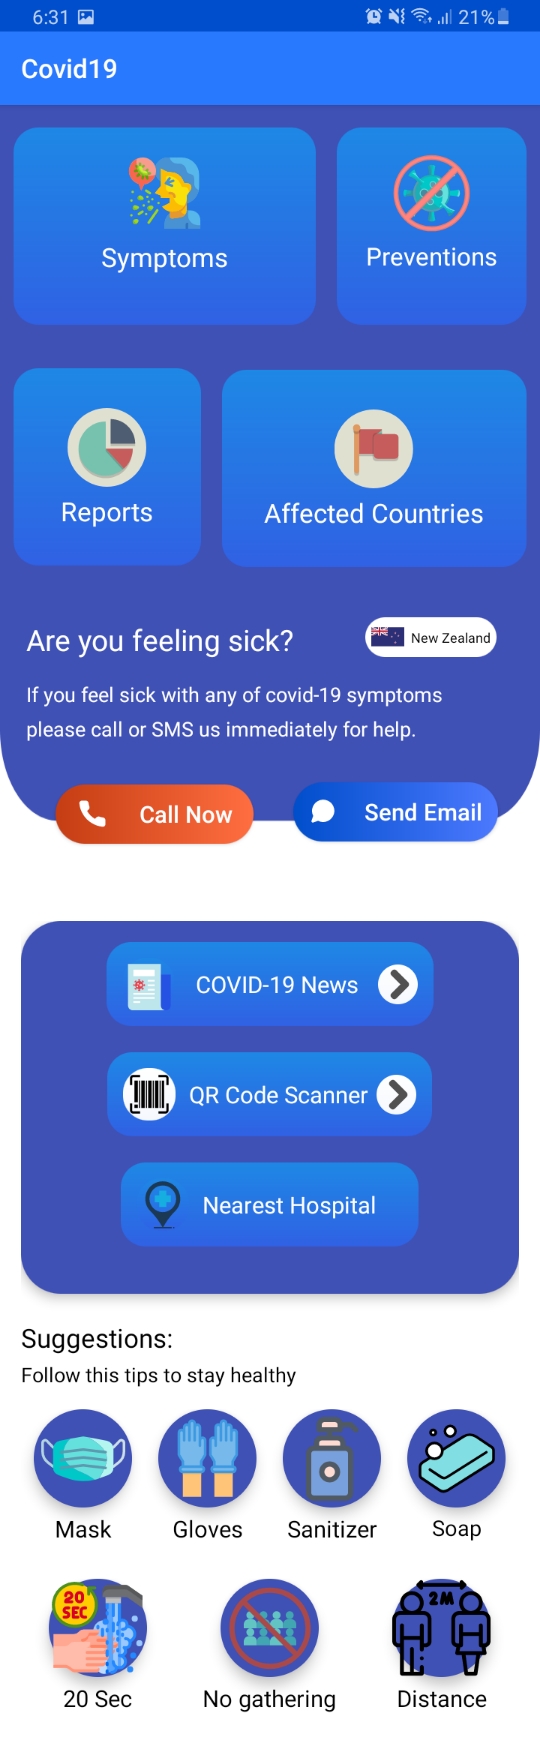 6:31 21%
Covid19
Symptoms
Preventions
Reports
Affected Countries
Are you feeling sick?
New Zealand
If you feel sick with any of covid-19 symptoms
please call or SMS us immediately for help.
Call Now
Send Email
COVID-19 News
QR Code Scanner
Nearest Hospital
Suggestions:
Follow this tips to stay healthy
Mask
Gloves
Sanitizer
Soap
20
SEC
2M
20 Sec
No gathering
Distance